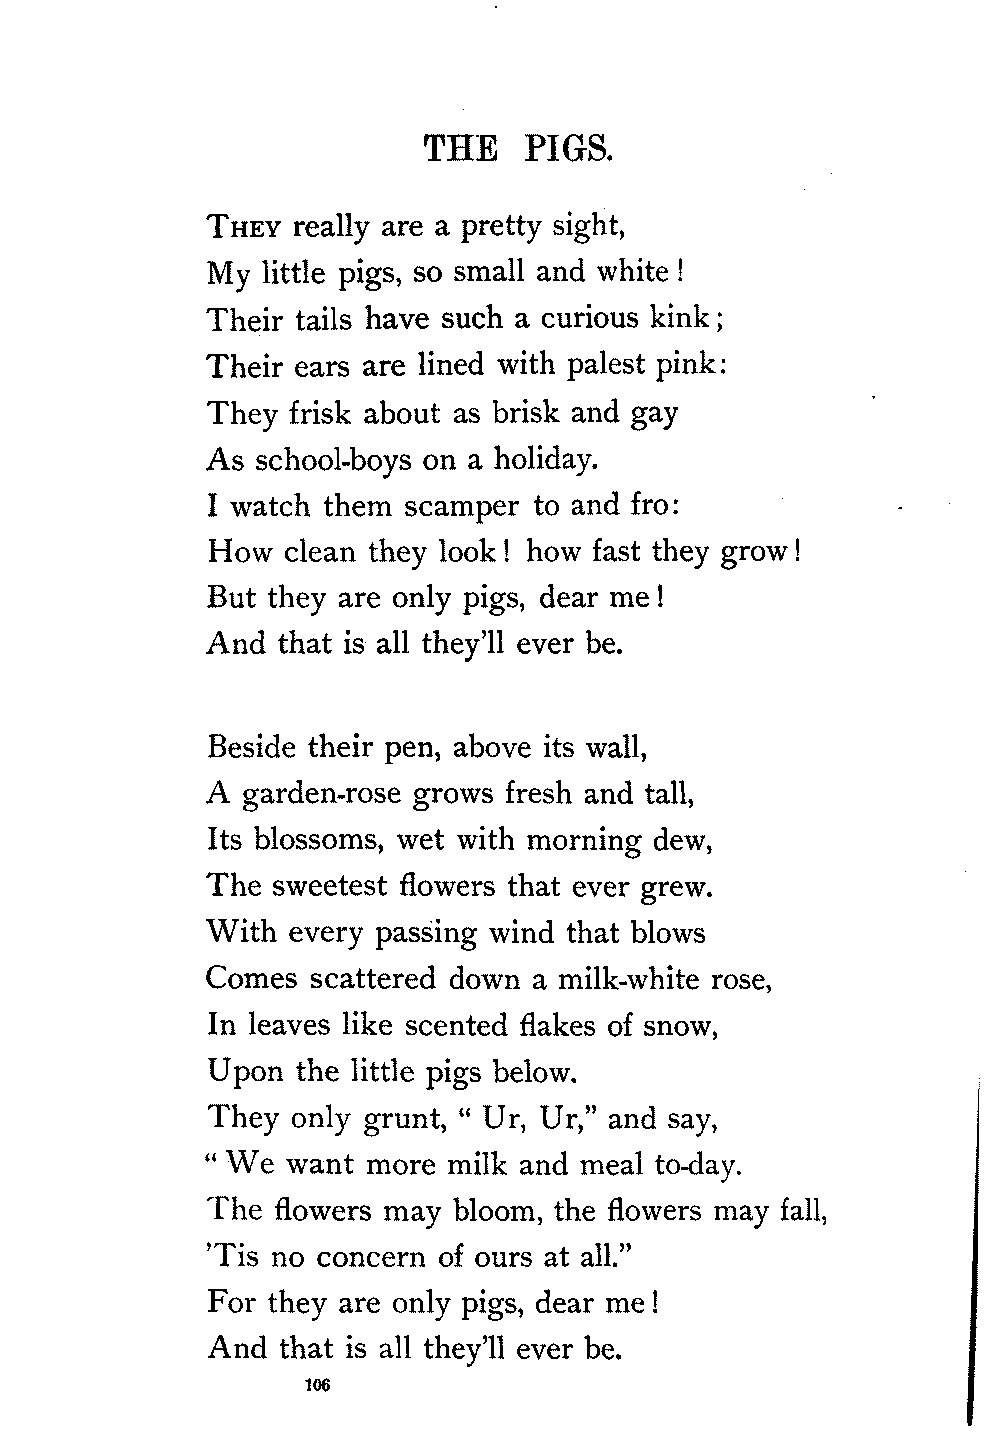 THE PIGS.
THEY really are a pretty sight,
My little pigs, so small and white!
Their tails have such a curious kink;
Their ears are lined with palest pink:
They frisk about as brisk and gay
As school-boys on a holiday.
I watch them scamper to and fro:
How clean they look! how fast they grow!
But they are only pigs, dear me!
And that is all they'll ever be.
Beside their pen, above its wall,
A garden-rose grows fresh and tall,
Its blossoms, wet with morning dew,
The sweetest flowers that ever grew.
With every passing wind that blows
Comes scattered down a milk-white rose,
In leaves like scented flakes of snow,
Upon the little pigs below.
They only grunt, “ Ur, Ur,” and say,
“ We want more milk and meal to-day.
The flowers may bloom, the flowers may fall,
'Tis no concern of ours at all.”
For they are only pigs, dear me!
And that is all they'll ever be.
106